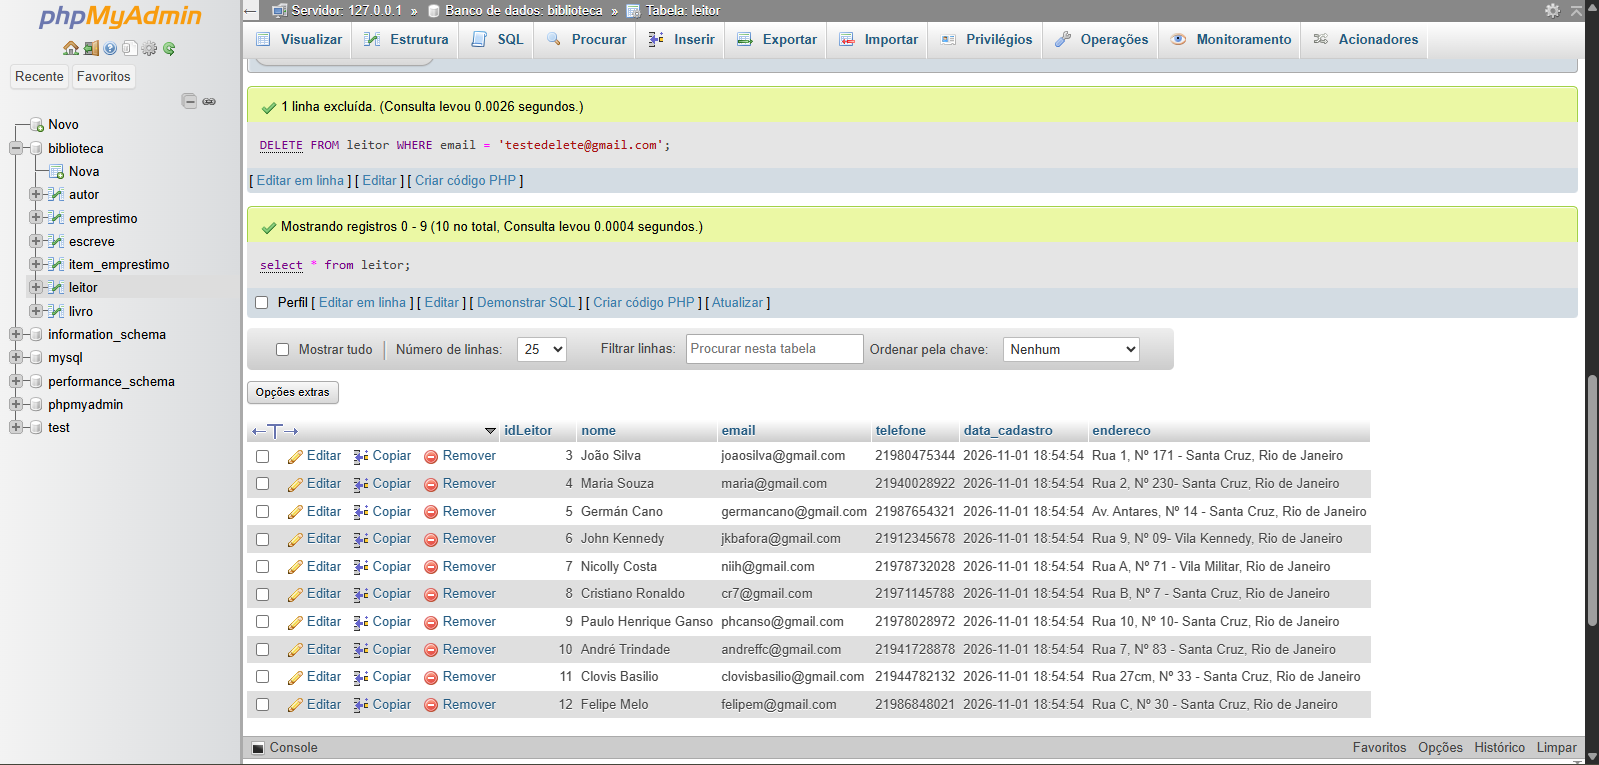 phpMyAdmin
Recente Favoritos
Novo
biblioteca
Nova
autor
emprestimo
escreve
item_emprestimo
leitor
livro
information_schema
mysql
performance_schema
phpmyadmin
test
Servidor: 127.0.0.1 » Banco de dados: biblioteca » Tabela: leitor
Visualizar Estrutura SQL Procurar Inserir Exportar Importar Privilégios Operações Monitoramento Acionadores
1 linha excluída. (Consulta levou 0.0026 segundos.)
DELETE FROM leitor WHERE email = 'testedelete@gmail.com';
[ Editar em linha ] [ Editar ] [ Criar código PHP ]
Mostrando registros 0 - 9 (10 no total, Consulta levou 0.0004 segundos.)
select * from leitor;
Perfil [ Editar em linha ] [ Editar ] [ Demonstrar SQL ] [ Criar código PHP ] [ Atualizar ]
Mostrar tudo Número de linhas: 25 Filtrar linhas: Procurar nesta tabela Ordenar pela chave: Nenhum
Opções extras
←T→ idLeitor nome email telefone data_cadastro endereco
Editar Copiar Remover 3 João Silva joaosilva@gmail.com 21980475344 2026-11-01 18:54:54 Rua 1, Nº 171 - Santa Cruz, Rio de Janeiro
Editar Copiar Remover 4 Maria Souza maria@gmail.com 21940028922 2026-11-01 18:54:54 Rua 2, Nº 230- Santa Cruz, Rio de Janeiro
Editar Copiar Remover 5 Germán Cano germancano@gmail.com 21987654321 2026-11-01 18:54:54 Av. Antares, Nº 14 - Santa Cruz, Rio de Janeiro
Editar Copiar Remover 6 John Kennedy jkbafora@gmail.com 21912345678 2026-11-01 18:54:54 Rua 9, Nº 09- Vila Kennedy, Rio de Janeiro
Editar Copiar Remover 7 Nicolly Costa niih@gmail.com 21978732028 2026-11-01 18:54:54 Rua A, Nº 71 - Vila Militar, Rio de Janeiro
Editar Copiar Remover 8 Cristiano Ronaldo cr7@gmail.com 21971145788 2026-11-01 18:54:54 Rua B, Nº 7 - Santa Cruz, Rio de Janeiro
Editar Copiar Remover 9 Paulo Henrique Ganso phcanso@gmail.com 21978028972 2026-11-01 18:54:54 Rua 10, Nº 10- Santa Cruz, Rio de Janeiro
Editar Copiar Remover 10 André Trindade andreffc@gmail.com 21941728878 2026-11-01 18:54:54 Rua 7, Nº 83 - Santa Cruz, Rio de Janeiro
Editar Copiar Remover 11 Clovis Basilio clovisbasilio@gmail.com 21944782132 2026-11-01 18:54:54 Rua 27cm, Nº 33 - Santa Cruz, Rio de Janeiro
Editar Copiar Remover 12 Felipe Melo felipem@gmail.com 21986848021 2026-11-01 18:54:54 Rua C, Nº 30 - Santa Cruz, Rio de Janeiro
Console Favoritos Opções Histórico Limpar